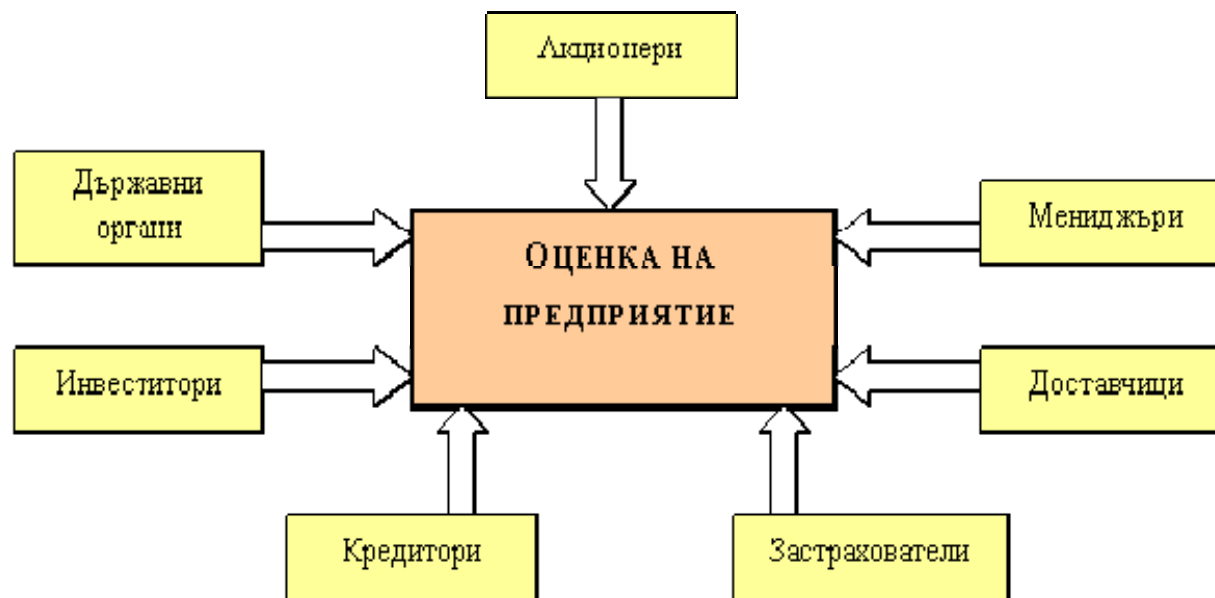 Акционери
Държавни
органи
Мениджъри
ОЦЕНКА НА
ПРЕДПРИЯТИЕ
Инвеститори
Доставчици
Кредитори
Застрахователи